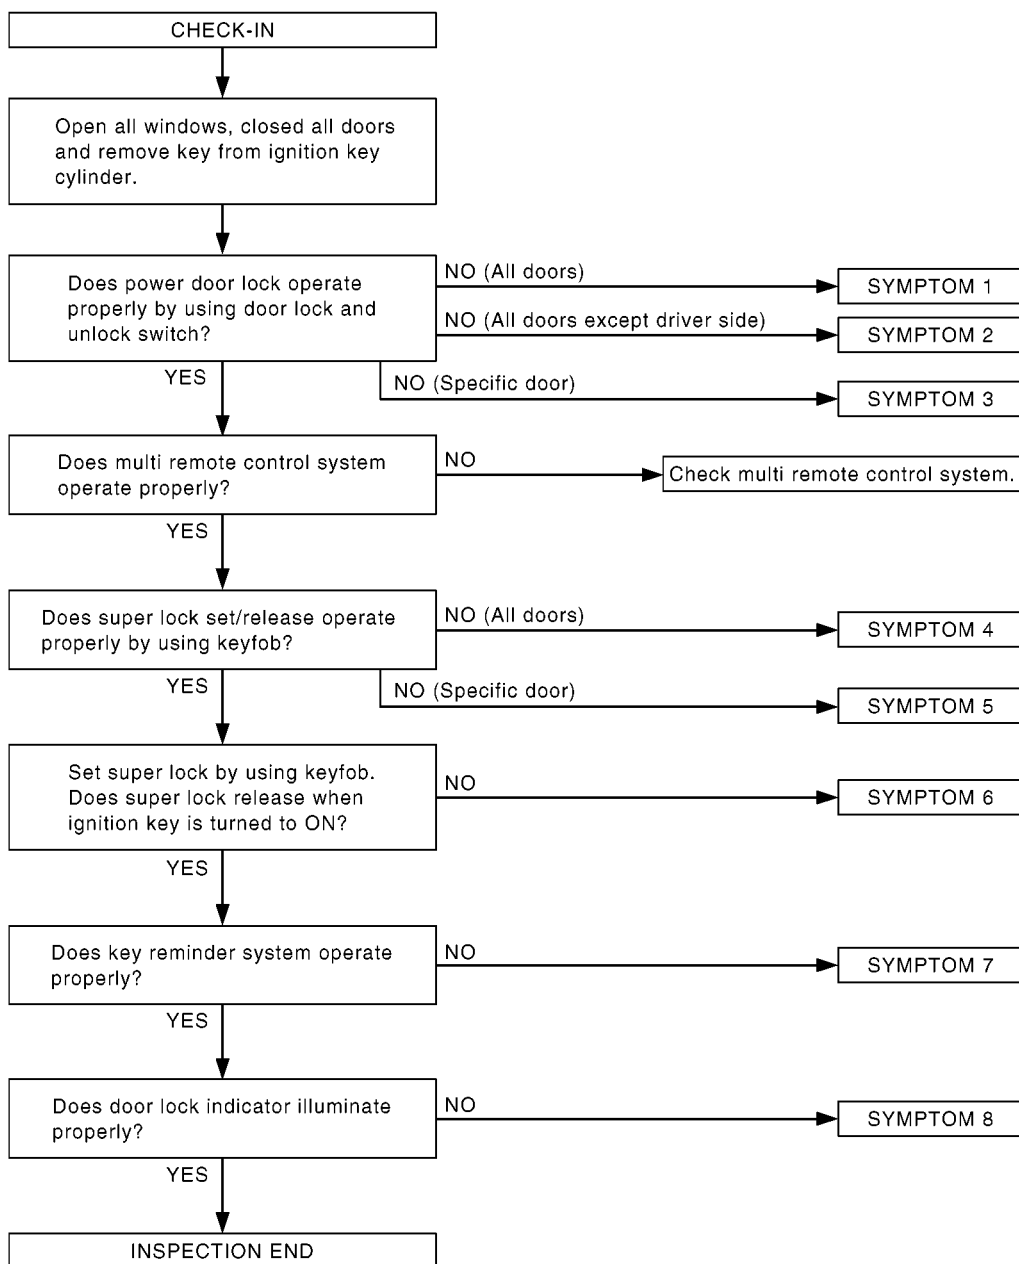 CHECK-IN
Open all windows, closed all doors
and remove key from ignition key
cylinder.
Does power door lock operate
properly by using door lock and
unlock switch?
NO (All doors)
SYMPTOM 1
NO (All doors except driver side)
SYMPTOM 2
YES
NO (Specific door)
SYMPTOM 3
Does multi remote control system
operate properly?
NO
Check multi remote control system.
YES
Does super lock set/release operate
properly by using keyfob?
NO (All doors)
SYMPTOM 4
YES
NO (Specific door)
SYMPTOM 5
Set super lock by using keyfob.
Does super lock release when
ignition key is turned to ON?
NO
SYMPTOM 6
YES
Does key reminder system operate
properly?
NO
SYMPTOM 7
YES
Does door lock indicator illuminate
properly?
NO
SYMPTOM 8
YES
INSPECTION END